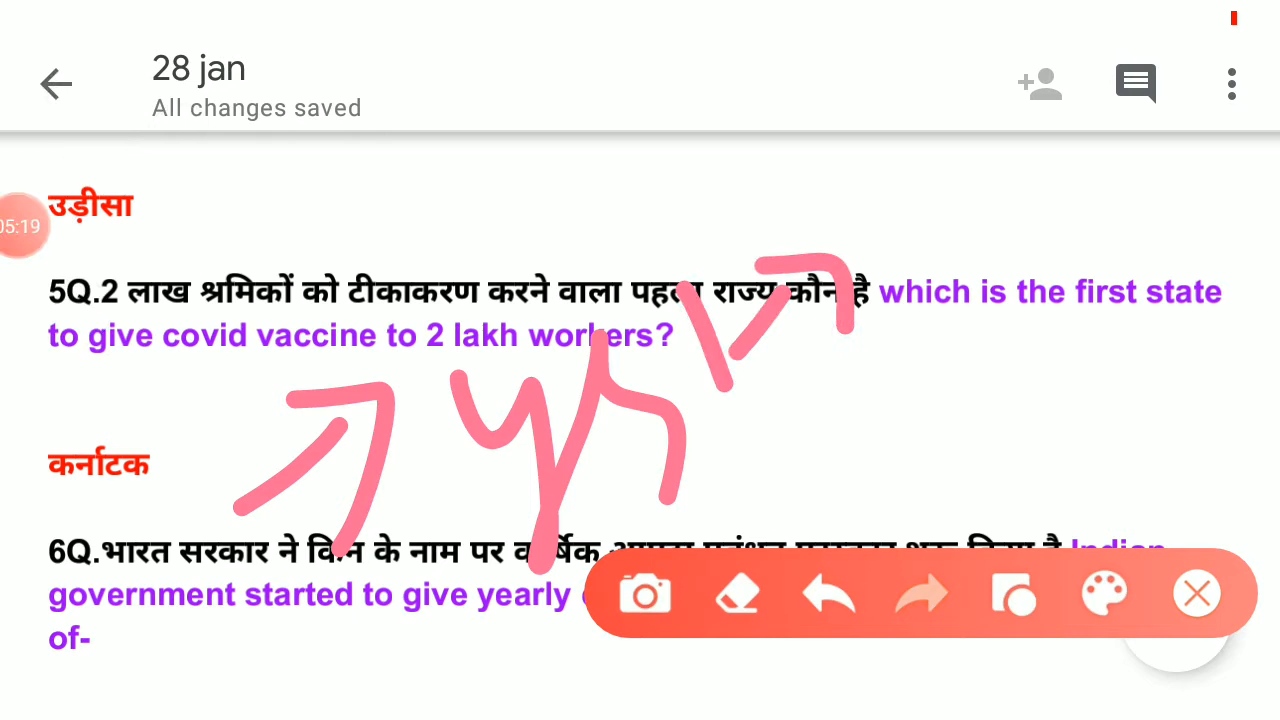 28 jan
All changes saved
उड़ीसा
05:19
5Q.2 लाख श्रमिकों को टीकाकरण करने वाला पहला राज्य कौन है which is the first state
to give covid vaccine to 2 lakh workers?
कर्नाटक
6Q.भारत सरकार ने किन के नाम पर वार्षिक
government started to give yearly
of-